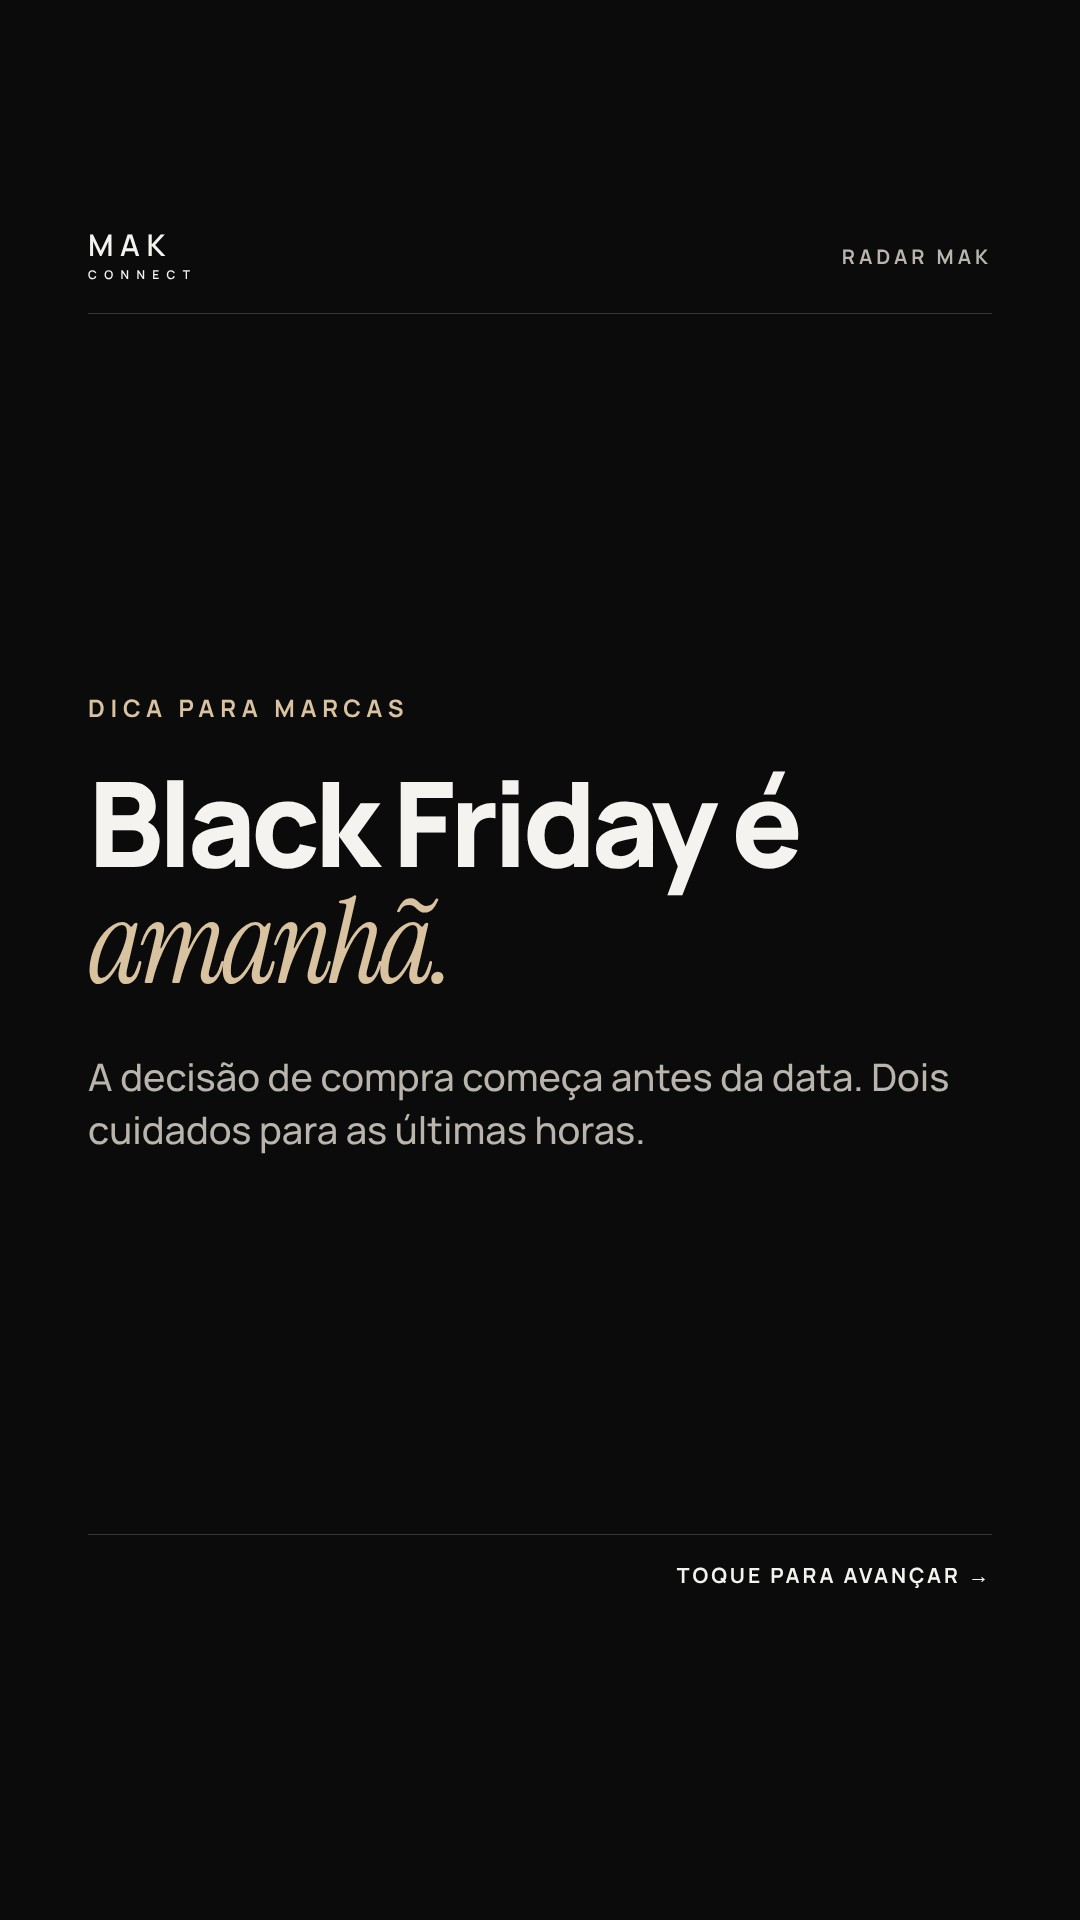 MAK
CONNECT
RADAR MAK
DICA PARA MARCAS
Black Friday é
amanhã.
A decisão de compra começa antes da data. Dois
cuidados para as últimas horas.
TOQUE PARA AVANÇAR →